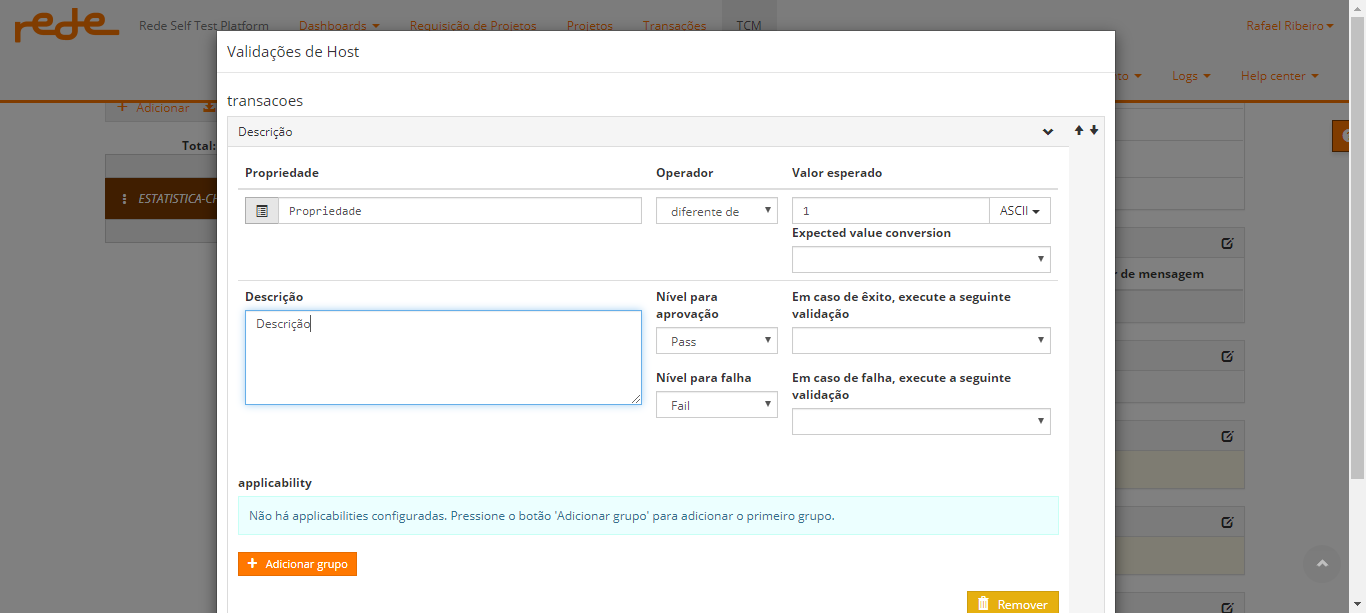 rede Rede Self Test Platform Dashboards Requisição de Projetos Projetos Transações TCM Rafael Ribeiro
Validações de Host
Logs Help center
transacoes
Adicionar
Descrição
Total:
Propriedade Operador Valor esperado
ESTATISTICA-CH
Propriedade diferente de 1 ASCII
Expected value conversion
de mensagem
Descrição Nível para aprovação Em caso de êxito, execute a seguinte validação
Descrição
Pass
Nível para falha Em caso de falha, execute a seguinte validação
Fail
applicability
Não há applicabilities configuradas. Pressione o botão 'Adicionar grupo' para adicionar o primeiro grupo.
Adicionar grupo
Remover